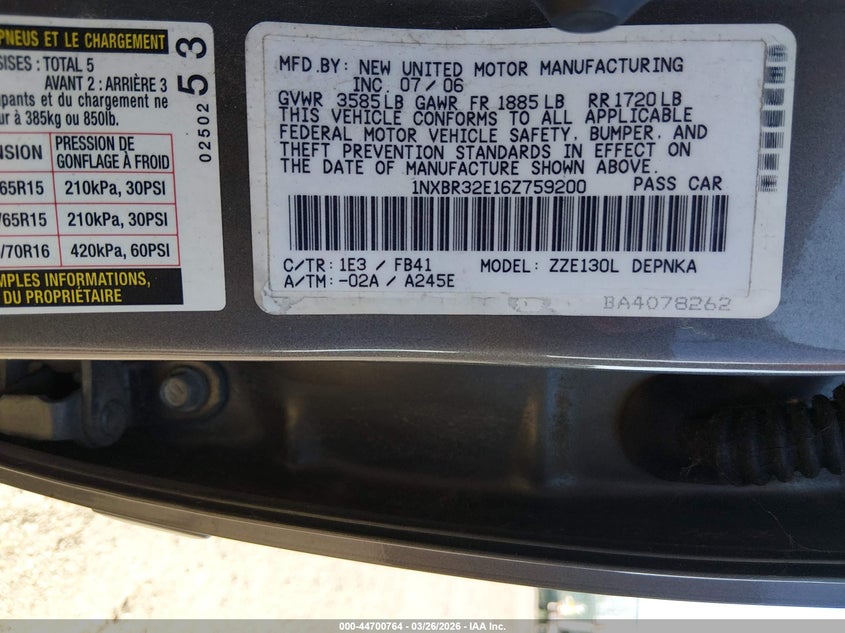 PNEUS ET LE CHARGEMENT
SISES : TOTAL 5
AVANT 2 : ARRIÈRE 3
upants et du chargement ne
ur à 385kg ou 850lb.
NSION PRESSION DE GONFLAGE À FROID
65R15 210kPa, 30PSI
/65R15 210kPa, 30PSI
/70R16 420kPa, 60PSI
MPLES INFORMATIONS,
DU PROPRIÉTAIRE
02502 53
MFD.BY: NEW UNITED MOTOR MANUFACTURING
INC. 07/06
GVWR 3585LB GAWR FR 1885LB RR1720LB
THIS VEHICLE CONFORMS TO ALL APPLICABLE
FEDERAL MOTOR VEHICLE SAFETY, BUMPER, AND
THEFT PREVENTION STANDARDS IN EFFECT ON
THE DATE OF MANUFACTURE SHOWN ABOVE.
1NXBR32E16Z759200 PASS CAR
C/TR: 1E3 / FB41 MODEL: ZZE130L DEPNKA
A/TM: -02A / A245E
BA4078262
000-44700764 - 03/26/2026 - IAA Inc.